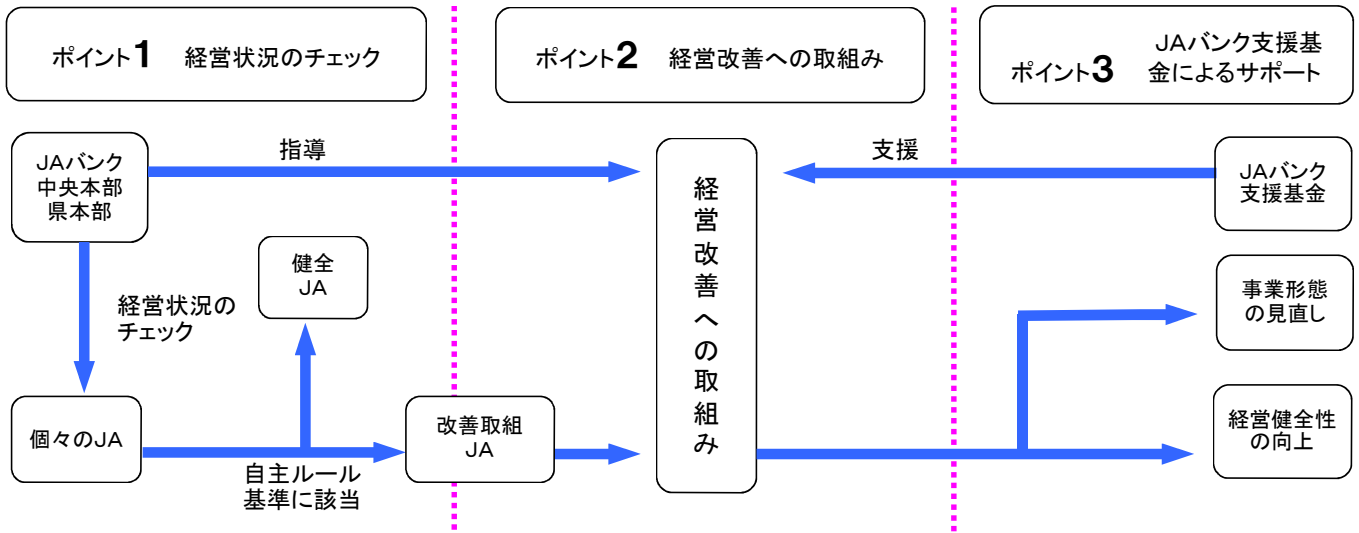 ポイント1 経営状況のチェック
ポイント2 経営改善への取組み
JAバンク支援基
ポイント3 金によるサポート
JAバンク
中央本部
県本部
指導
支援
JAバンク
支援基金
経営改善への取組み
健全
JA
経営状況の
チェック
事業形態
の見直し
個々のJA
改善取組
JA
自主ルール
基準に該当
経営健全性
の向上